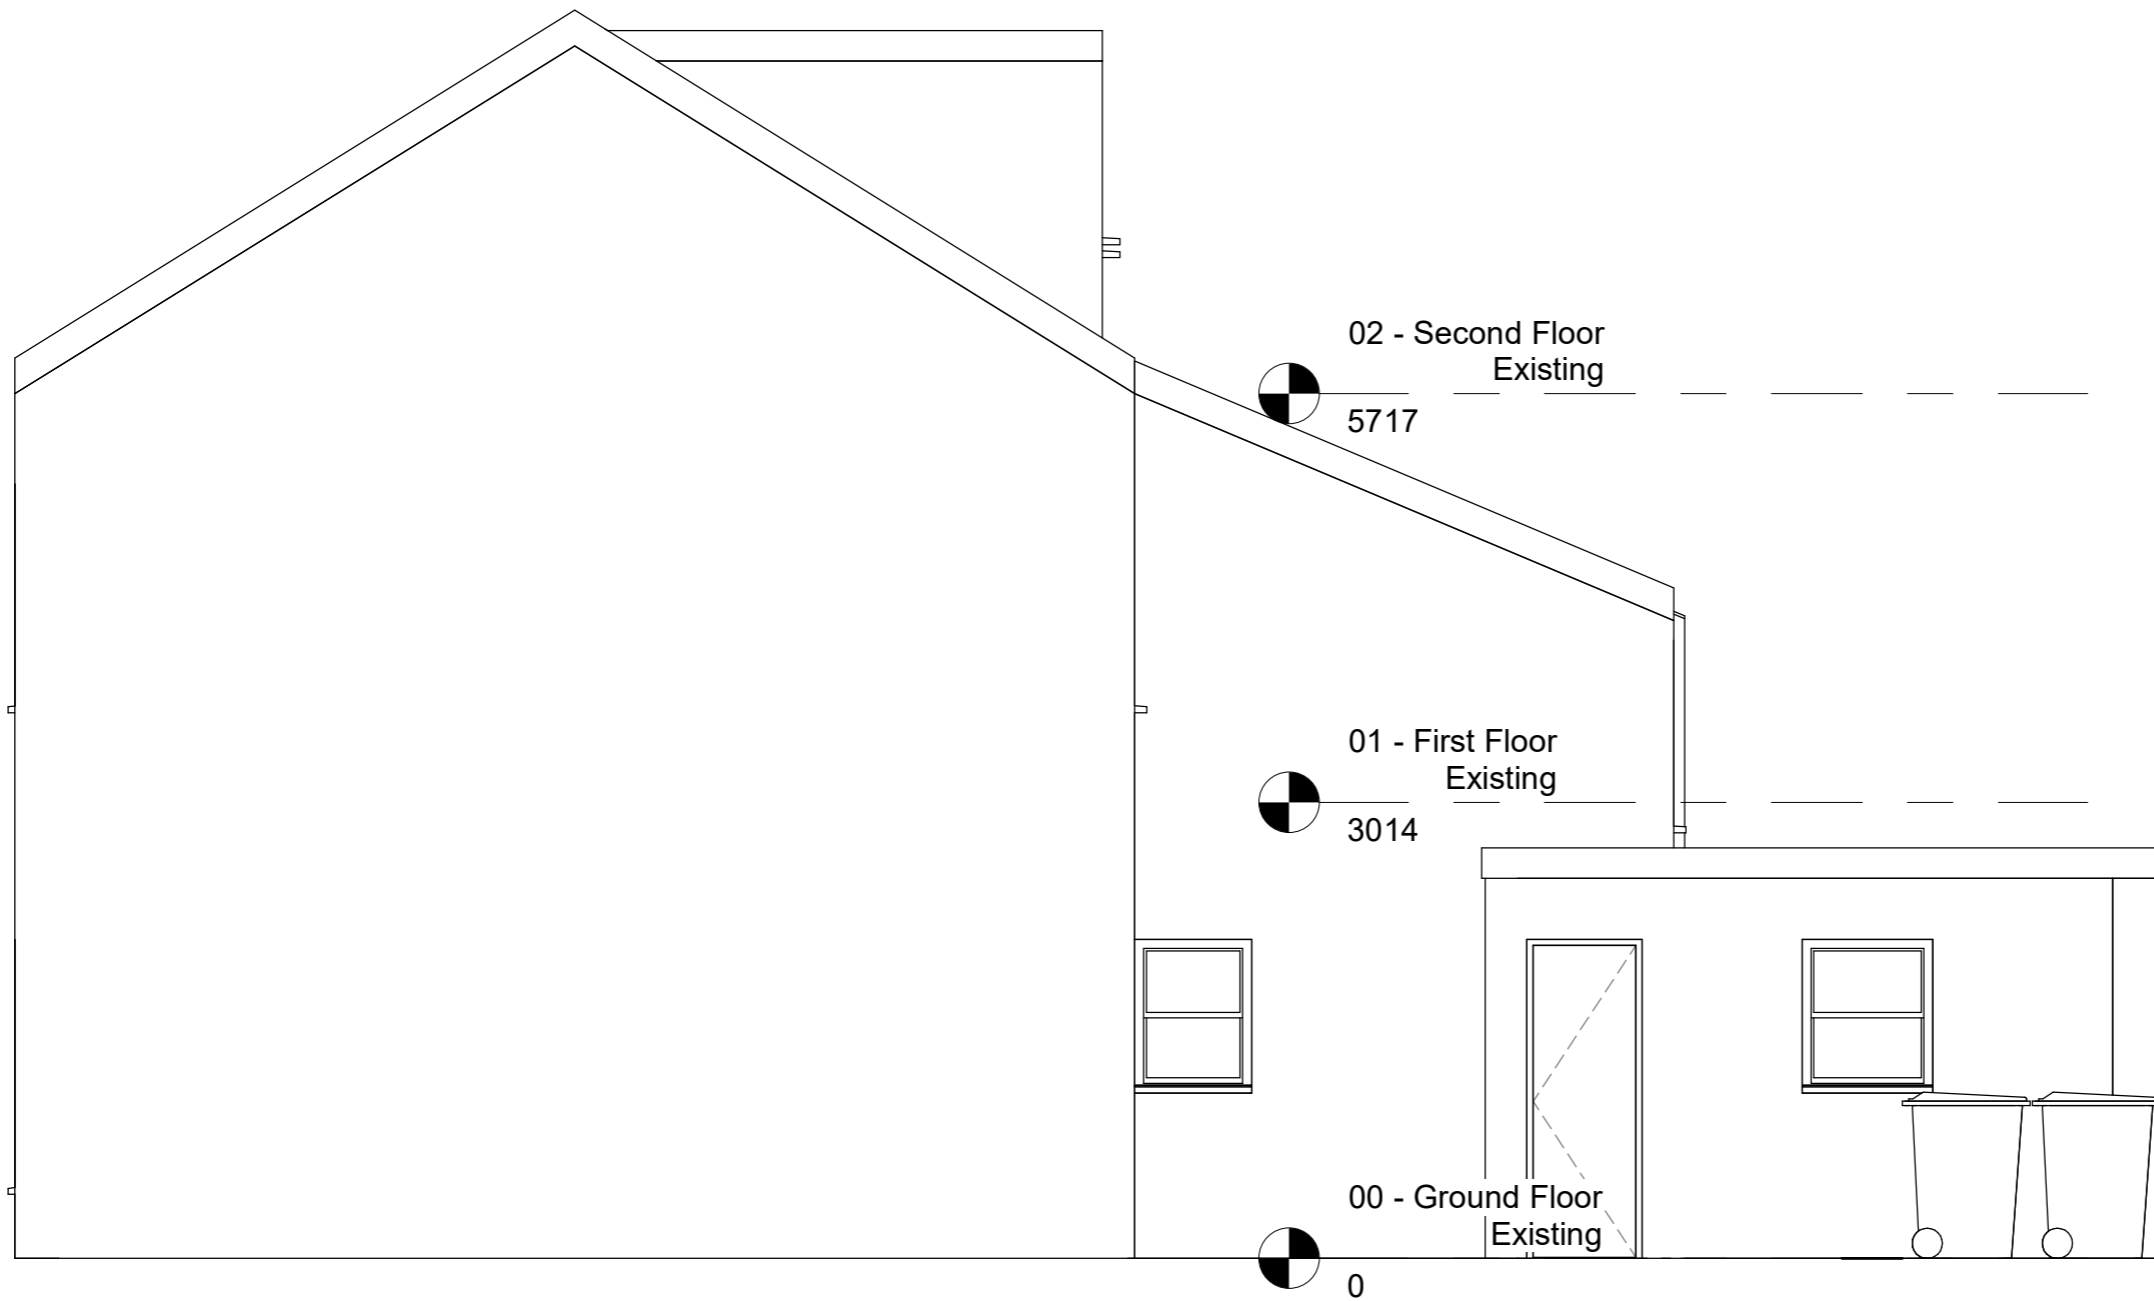 02 - Second Floor
Existing
5717
01 - First Floor
Existing
3014
00 - Ground Floor
Existing
0